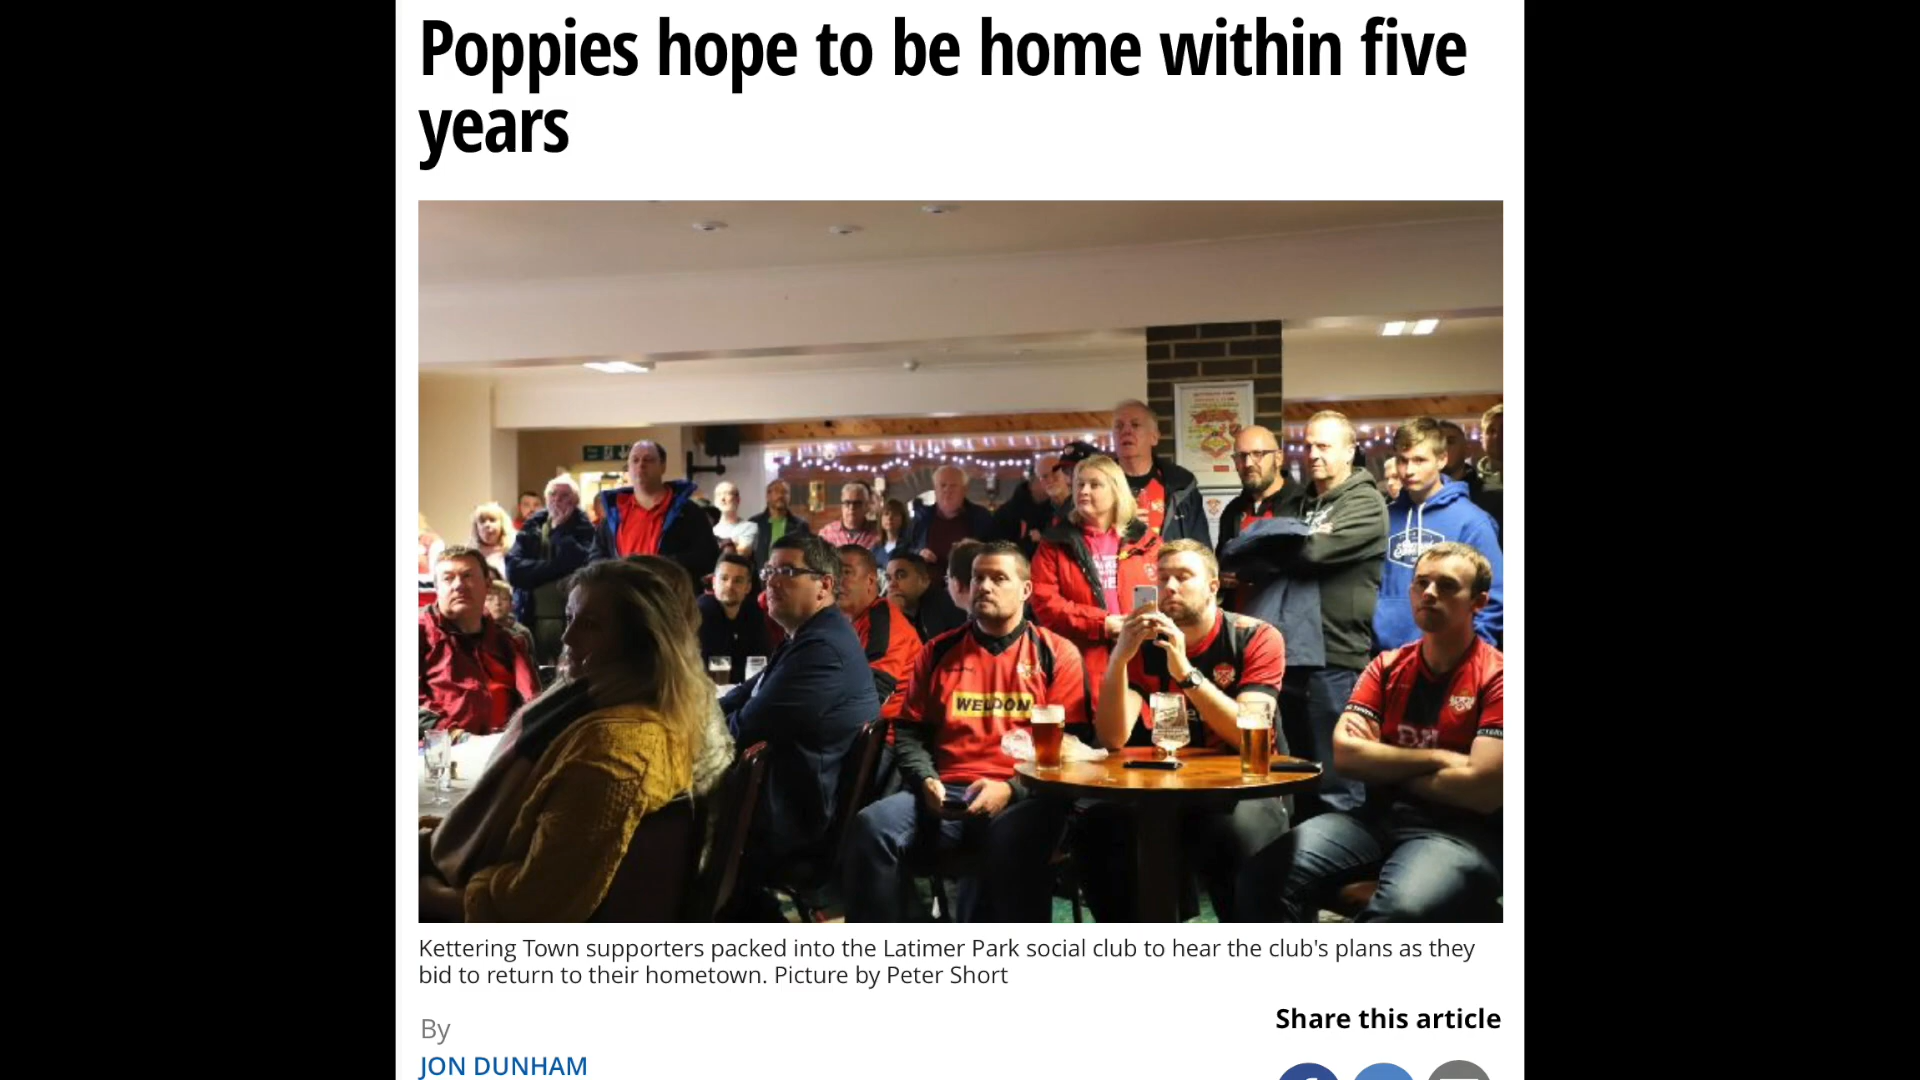 Poppies hope to be home within five
years
WELDON
Kettering Town supporters packed into the Latimer Park social club to hear the club's plans as they
bid to return to their hometown. Picture by Peter Short
Share this article
By
JON DUNHAM